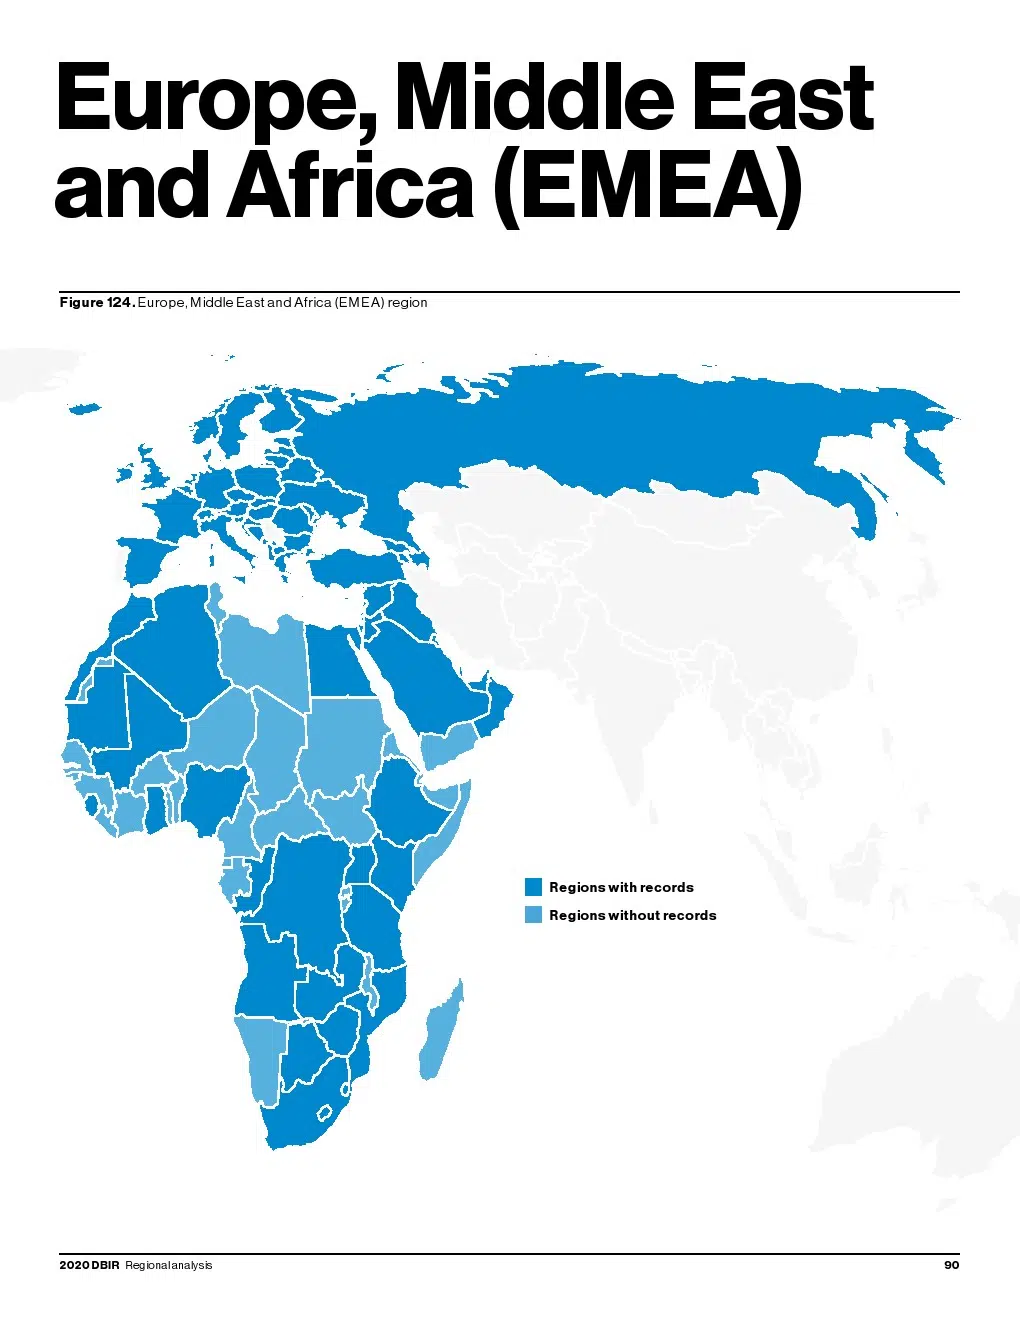 Europe, Middle East
and Africa (EMEA)
Figure 124. Europe, Middle East and Africa (EMEA) region
Regions with records
Regions without records
2020 DBIR Regional analysis
90